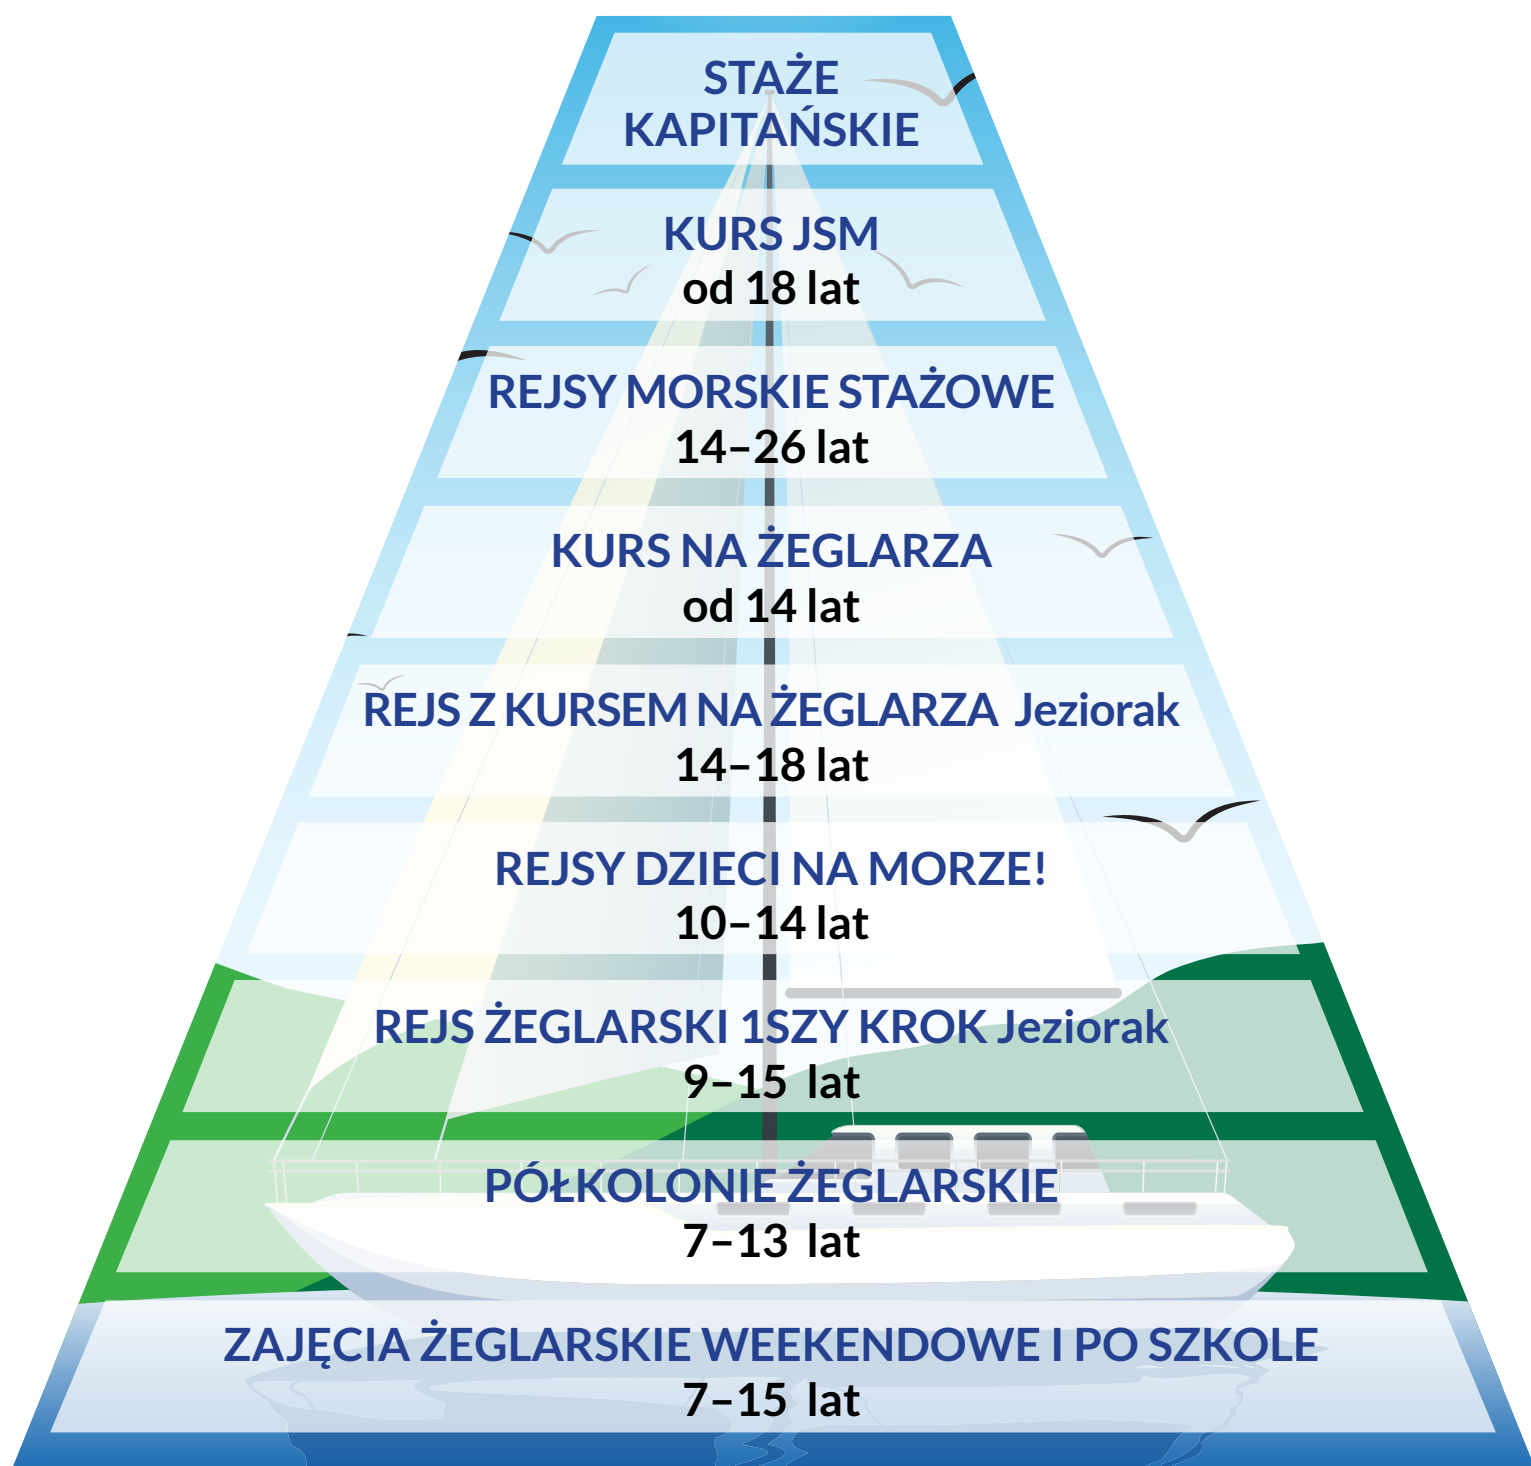 STAŻE
KAPITAŃSKIE
KURS JSM
od 18 lat
REJSY MORSKIE STAŻOWE
14–26 lat
KURS NA ŻEGLARZA
od 14 lat
REJS Z KURSEM NA ŻEGLARZA Jeziorak
14–18 lat
REJSY DZIECI NA MORZE!
10–14 lat
REJS ŻEGLARSKI 1SZY KROK Jeziorak
9–15 lat
PÓŁKOLONIE ŻEGLARSKIE
7–13 lat
ZAJĘCIA ŻEGLARSKIE WEEKENDOWE I PO SZKOLE
7–15 lat